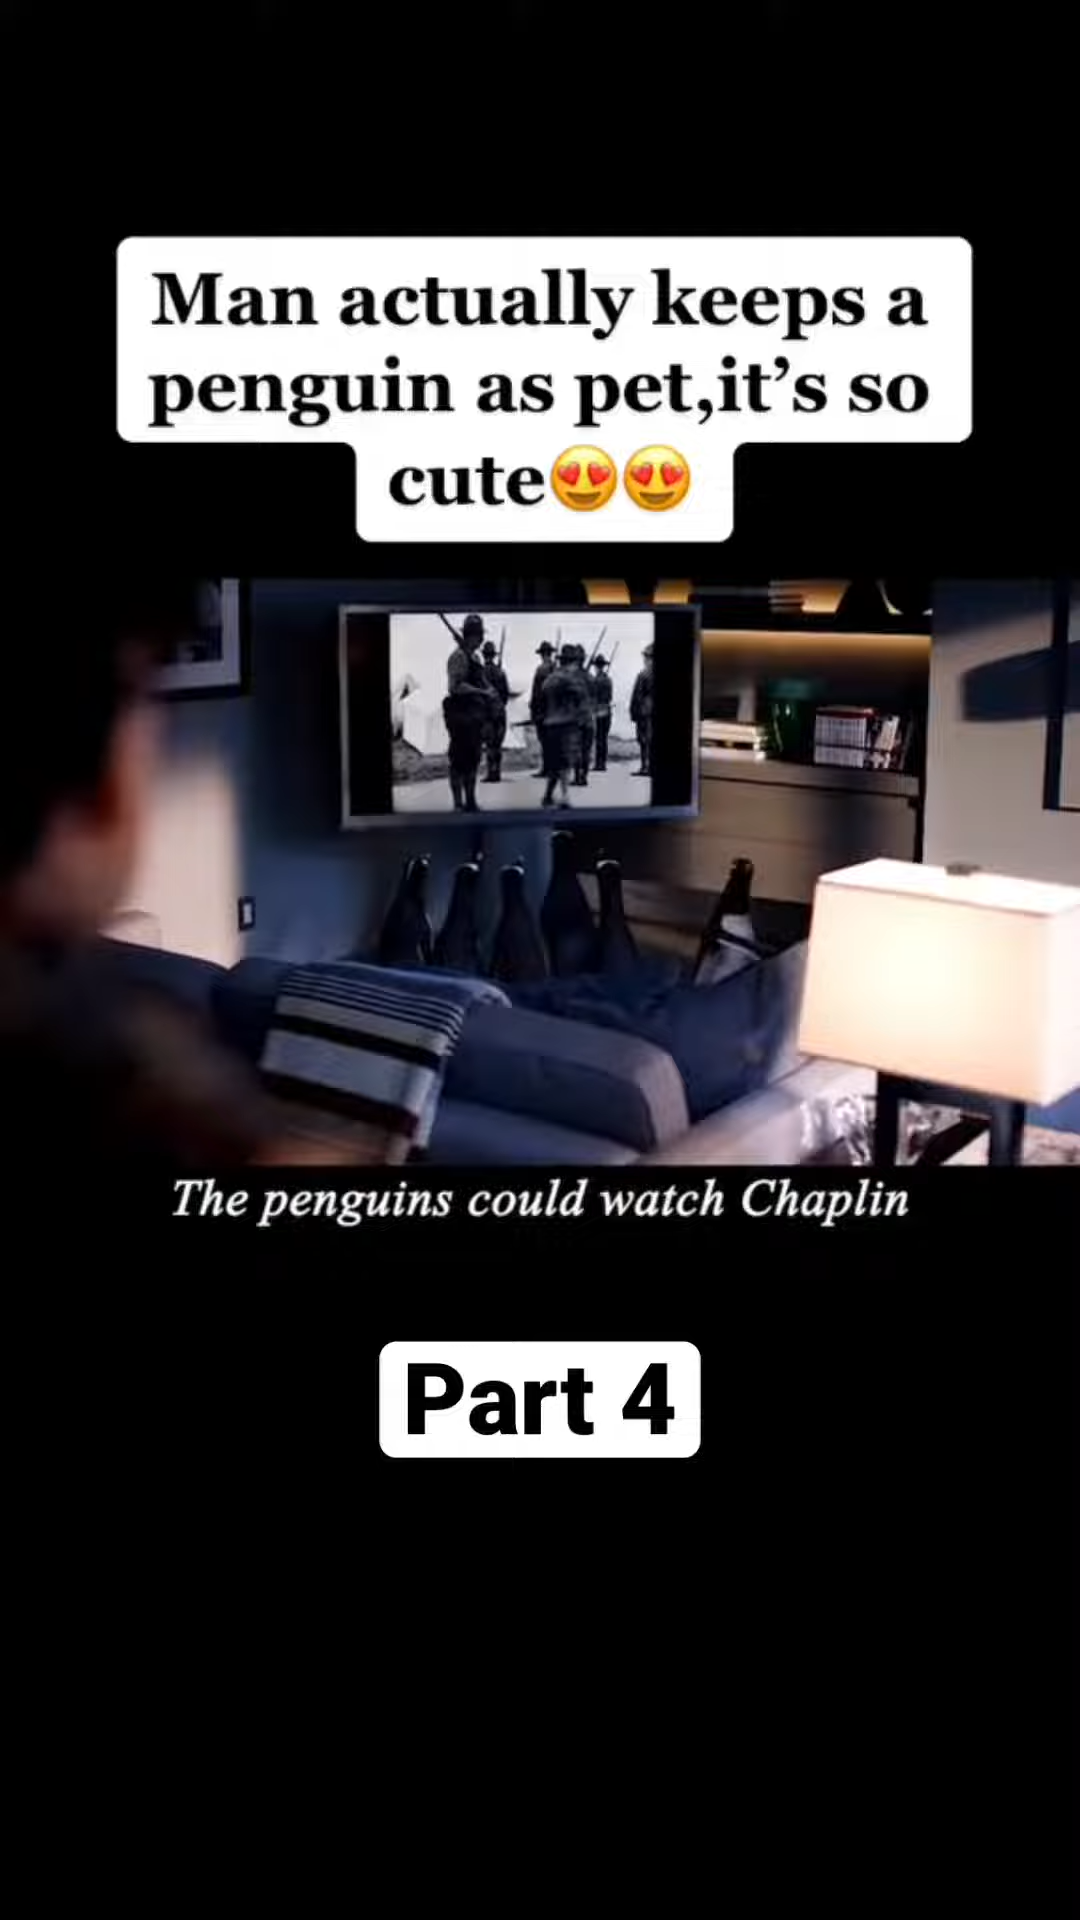 Man actually keeps a
penguin as pet,it’s so
cute😍😍
The penguins could watch Chaplin
Part 4